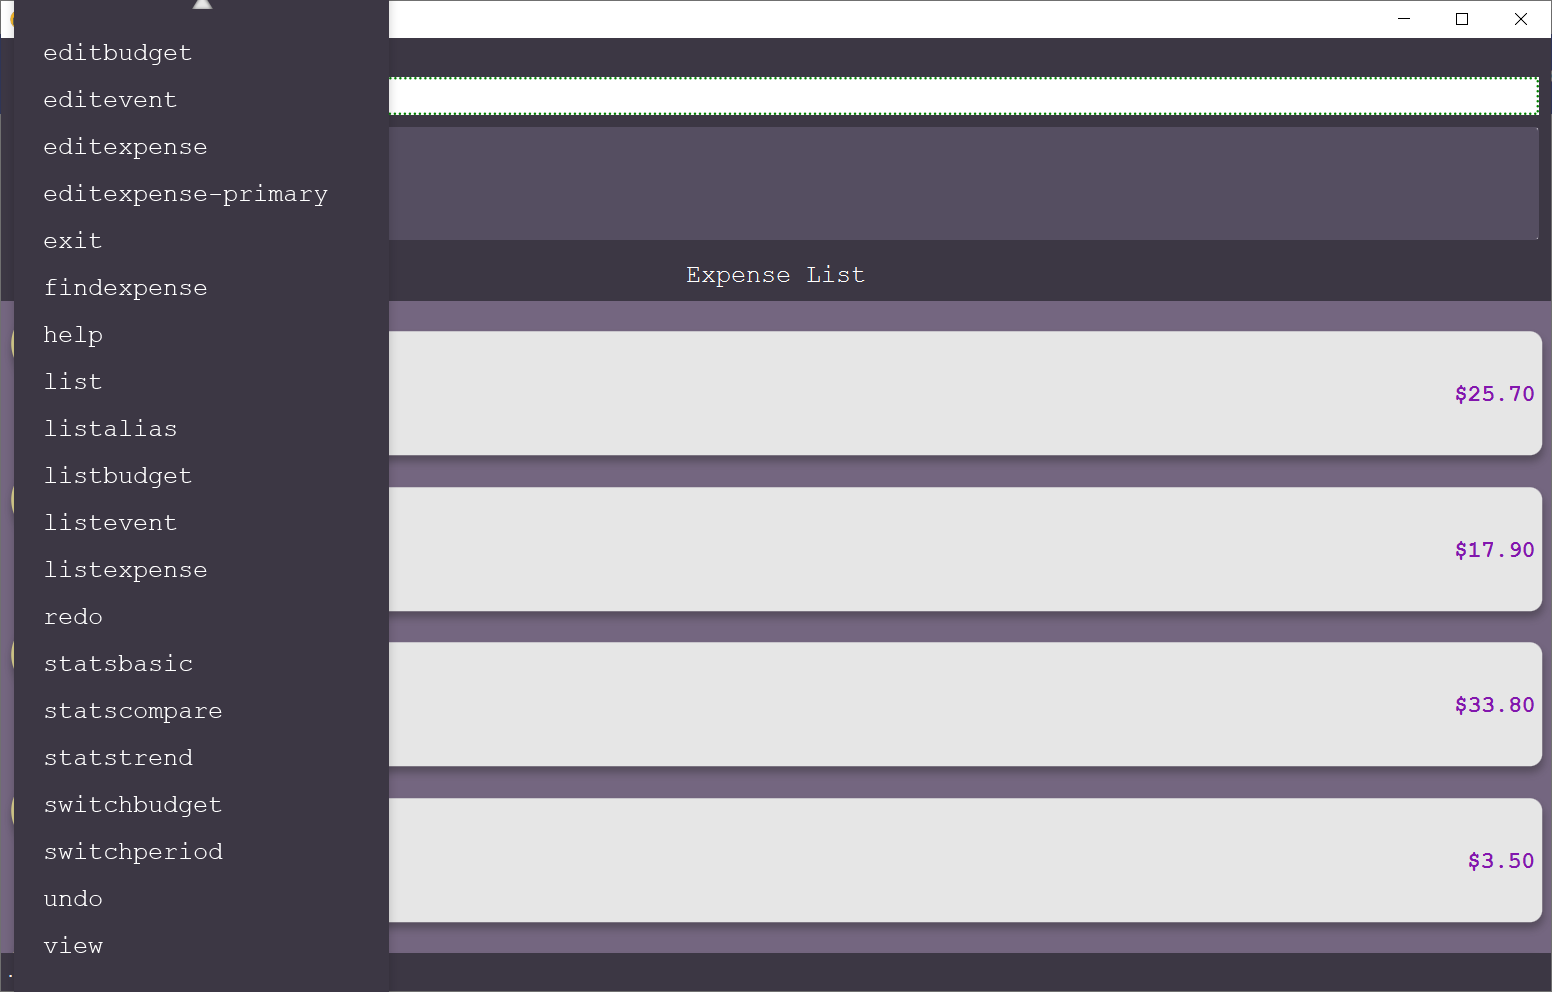 editbudget
editevent
editexpense
editexpense-primary
exit
findexpense
help
list
listalias
listbudget
listevent
listexpense
redo
statsbasic
statscompare
statstrend
switchbudget
switchperiod
undo
view
Expense List
$25.70
$17.90
$33.80
$3.50